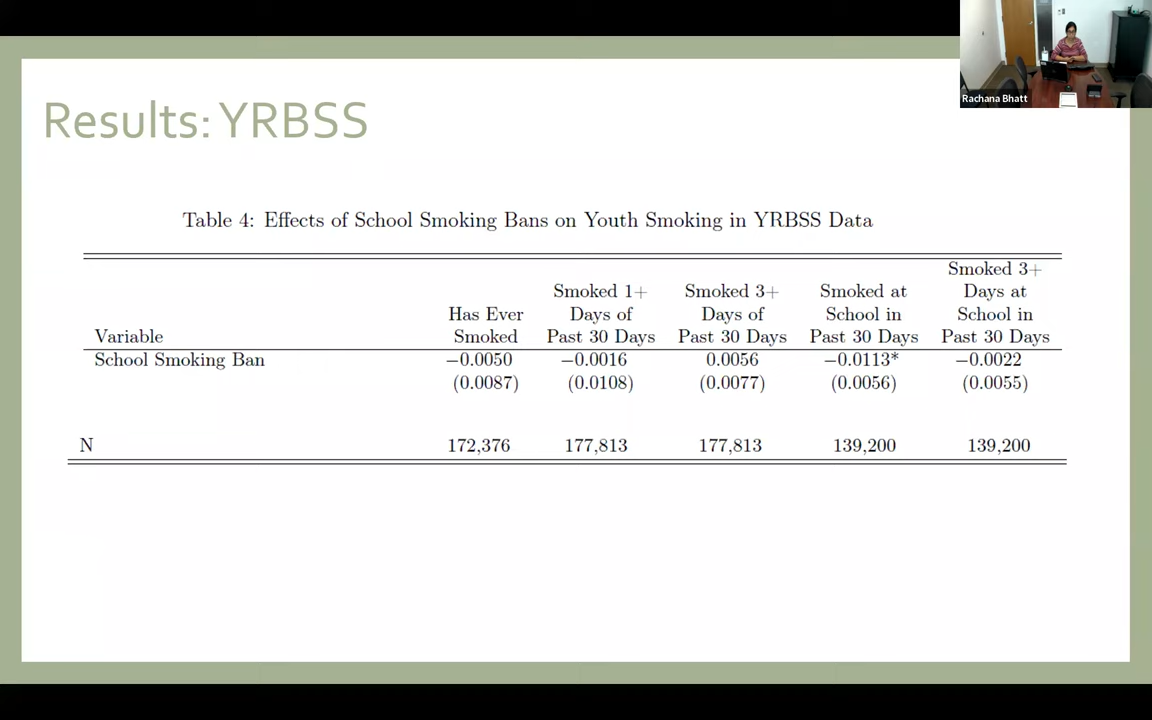 Rachana Bhatt
Results: YRBSS
Table 4: Effects of School Smoking Bans on Youth Smoking in YRBSS Data
Variable
Has Ever
Smoked
Smoked 1+
Days of
Past 30 Days
Smoked 3+
Days of
Past 30 Days
Smoked at
School in
Past 30 Days
Smoked 3+
Days at
School in
Past 30 Days
School Smoking Ban −0.0050 −0.0016 0.0056 −0.0113* −0.0022
(0.0087) (0.0108) (0.0077) (0.0056) (0.0055)
N 172,376 177,813 177,813 139,200 139,200